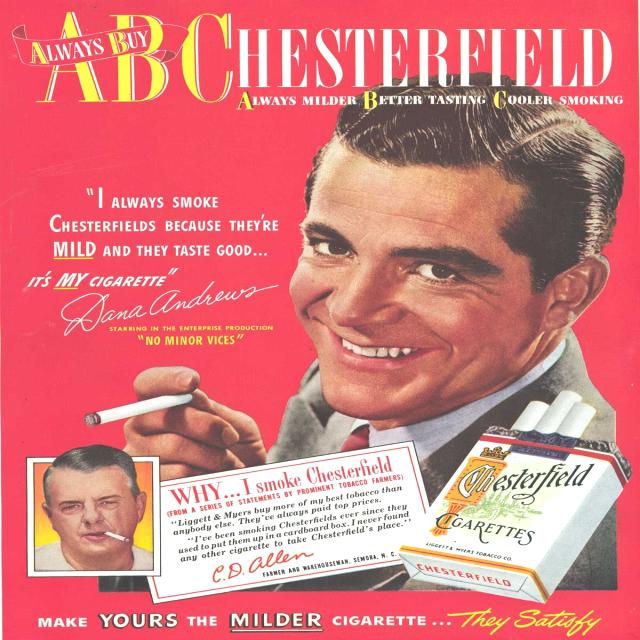 ALWAYS BUY
ABCHESTERFIELD
ALWAYS MILDER BETTER TASTING COOLER SMOKING
"I ALWAYS SMOKE
CHESTERFIELDS BECAUSE THEY'RE
MILD AND THEY TASTE GOOD...
IT'S MY CIGARETTE"
Dana Andrews
STARRING IN THE ENTERPRISE PRODUCTION
"NO MINOR VICES"
WHY...I smoke Chesterfield
(FROM A SERIES OF STATEMENTS BY PROMINENT TOBACCO FARMERS)
"Liggett & Myers buy more of my best tobacco than
anybody else. They've always paid top prices.
"I've been smoking Chesterfields ever since they
used to put them up in a cardboard box. I never found
any other cigarette to take Chesterfield's place."
C.D. Allen
FARMER AND WAREHOUSEMAN, SEMORA, N. C.
Chesterfield
CIGARETTES
LIGGETT & MYERS TOBACCO CO.
CHESTERFIELD
MAKE YOURS THE MILDER CIGARETTE... They Satisfy